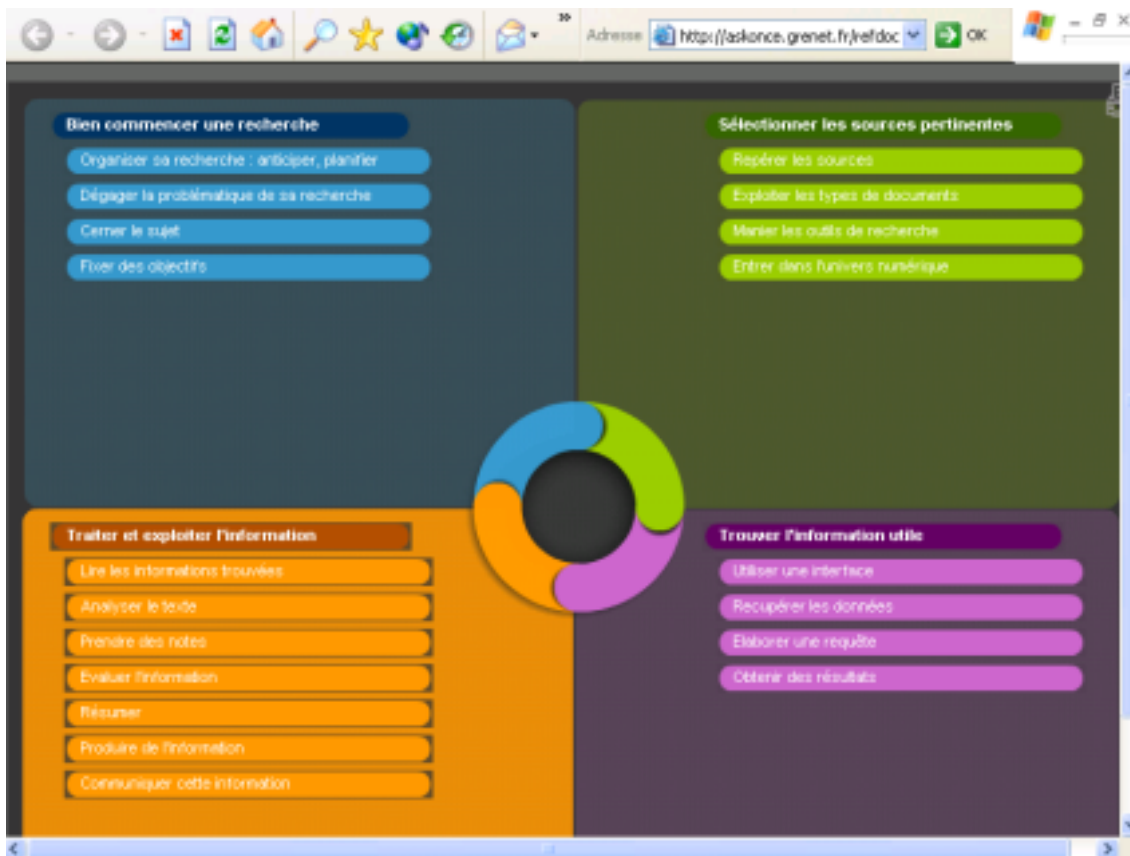 Adresse http://askonce.grenet.fr/refdoc OK
Bien commencer une recherche
Organiser sa recherche : anticiper, planifier
Dégager la problématique de sa recherche
Cerner le sujet
Fixer des objectifs
Sélectionner les sources pertinentes
Repérer les sources
Exploiter les types de documents
Manier les outils de recherche
Entrer dans l'univers numérique
Traiter et exploiter l'information
Lire les informations trouvées
Analyser le texte
Prendre des notes
Evaluer l'information
Résumer
Produire de l'information
Communiquer cette information
Trouver l'information utile
Utiliser une interface
Recupérer les données
Elaborer une requête
Obtenir des résultats